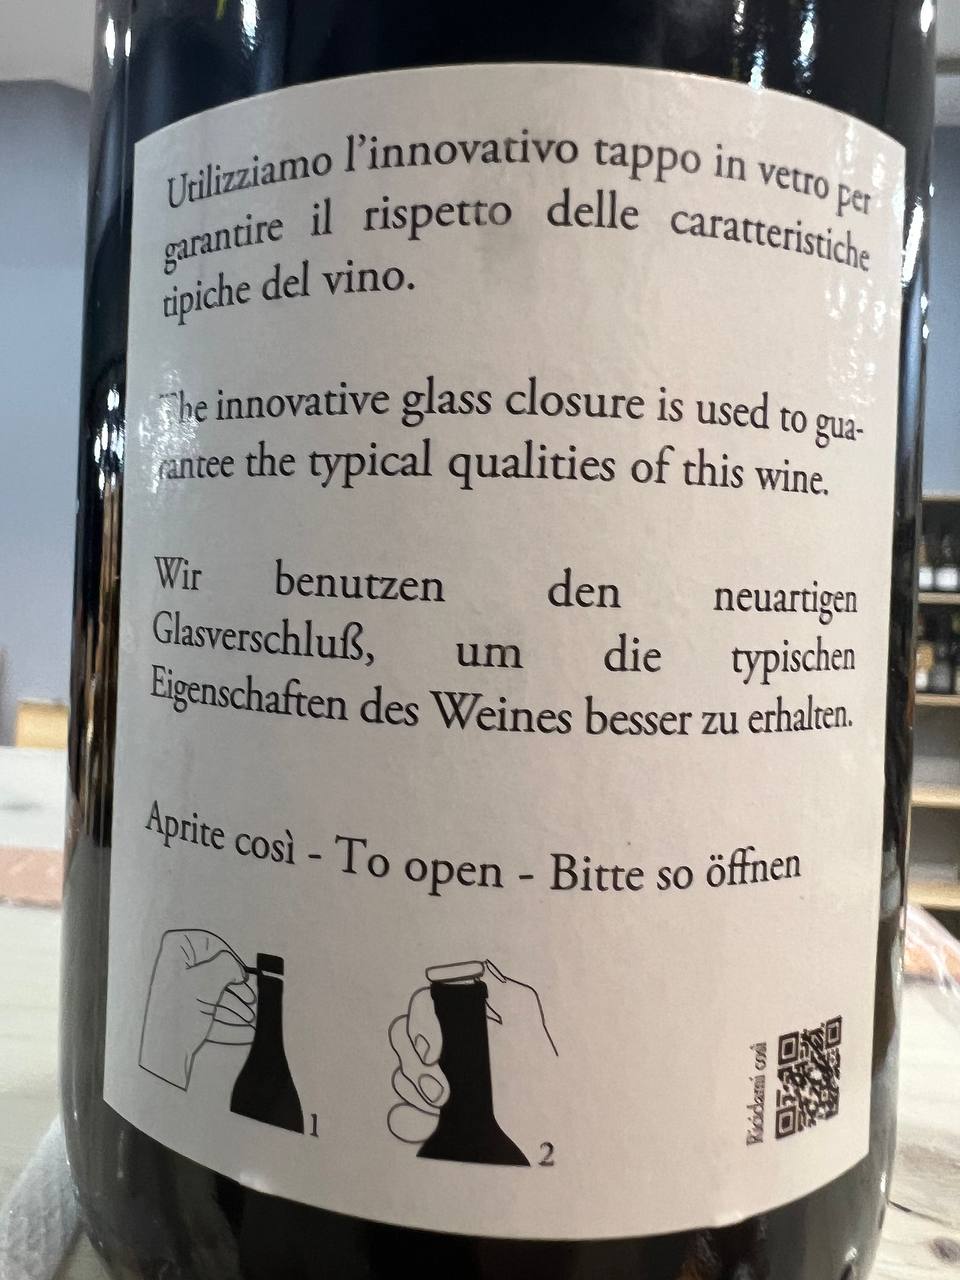 Utilizziamo l'innovativo tappo in vetro per
garantire il rispetto delle caratteristiche
tipiche del vino.
The innovative glass closure is used to gua-
rantee the typical qualities of this wine.
Wir benutzen den neuartigen
Glasverschluß, um die typischen
Eigenschaften des Weines besser zu erhalten.
Aprite così - To open - Bitte so öffnen
1
2
Riciclami così